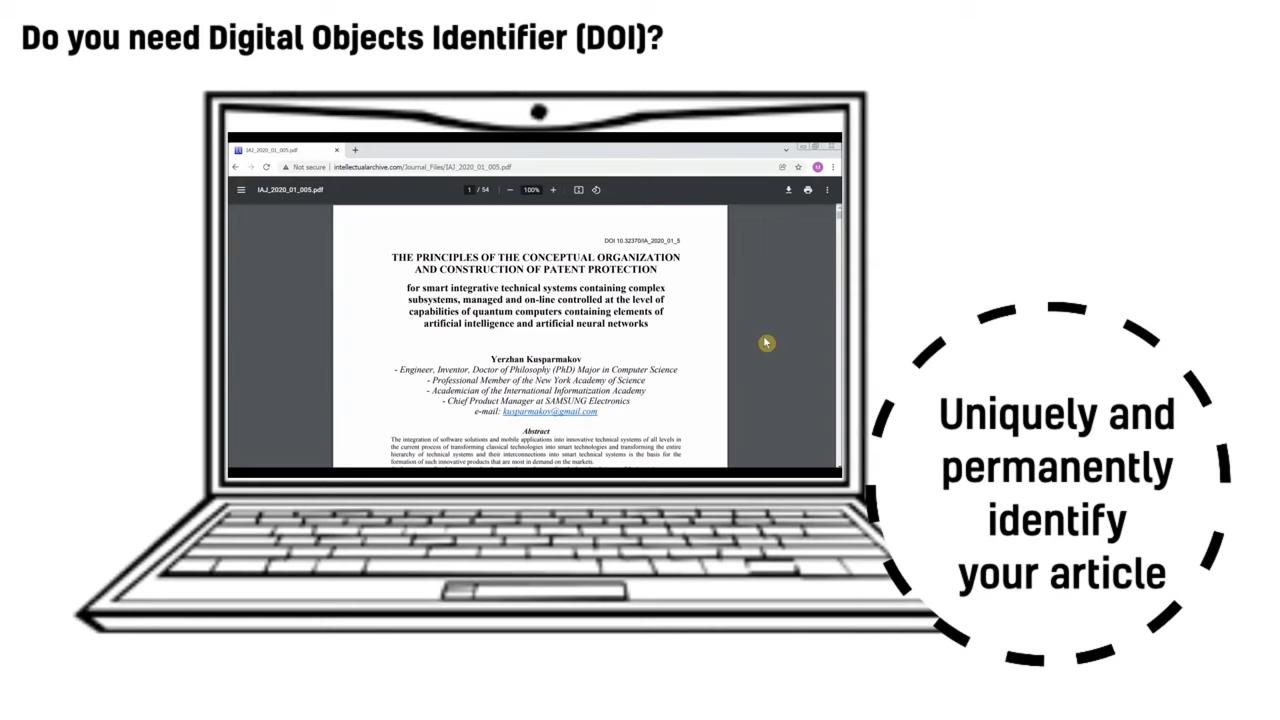 Do you need Digital Objects Identifier (DOI)?
IAJ_2020_01_005.pdf
Not secure intellectualarchive.com/Journal_Files/IAJ_2020_01_005.pdf
IAJ_2020_01_005.pdf
1 / 54
100%
DOI 10.32370/IA_2020_01_5
THE PRINCIPLES OF THE CONCEPTUAL ORGANIZATION
AND CONSTRUCTION OF PATENT PROTECTION
for smart integrative technical systems containing complex
subsystems, managed and on-line controlled at the level of
capabilities of quantum computers containing elements of
artificial intelligence and artificial neural networks
Yerzhan Kusparmakov
- Engineer, Inventor, Doctor of Philosophy (PhD) Major in Computer Science
- Professional Member of the New York Academy of Science
- Academician of the International Informatization Academy
- Chief Product Manager at SAMSUNG Electronics
e-mail: kusparmakov@gmail.com
Abstract
The integration of software solutions and mobile applications into innovative technical systems of all levels in
the current process of transforming classical technologies into smart technologies and transforming the entire
hierarchy of technical systems and their interconnections into smart technical systems is the basis for the
formation of such innovative products that are most in demand on the markets.
Uniquely and
permanently
identify
your article